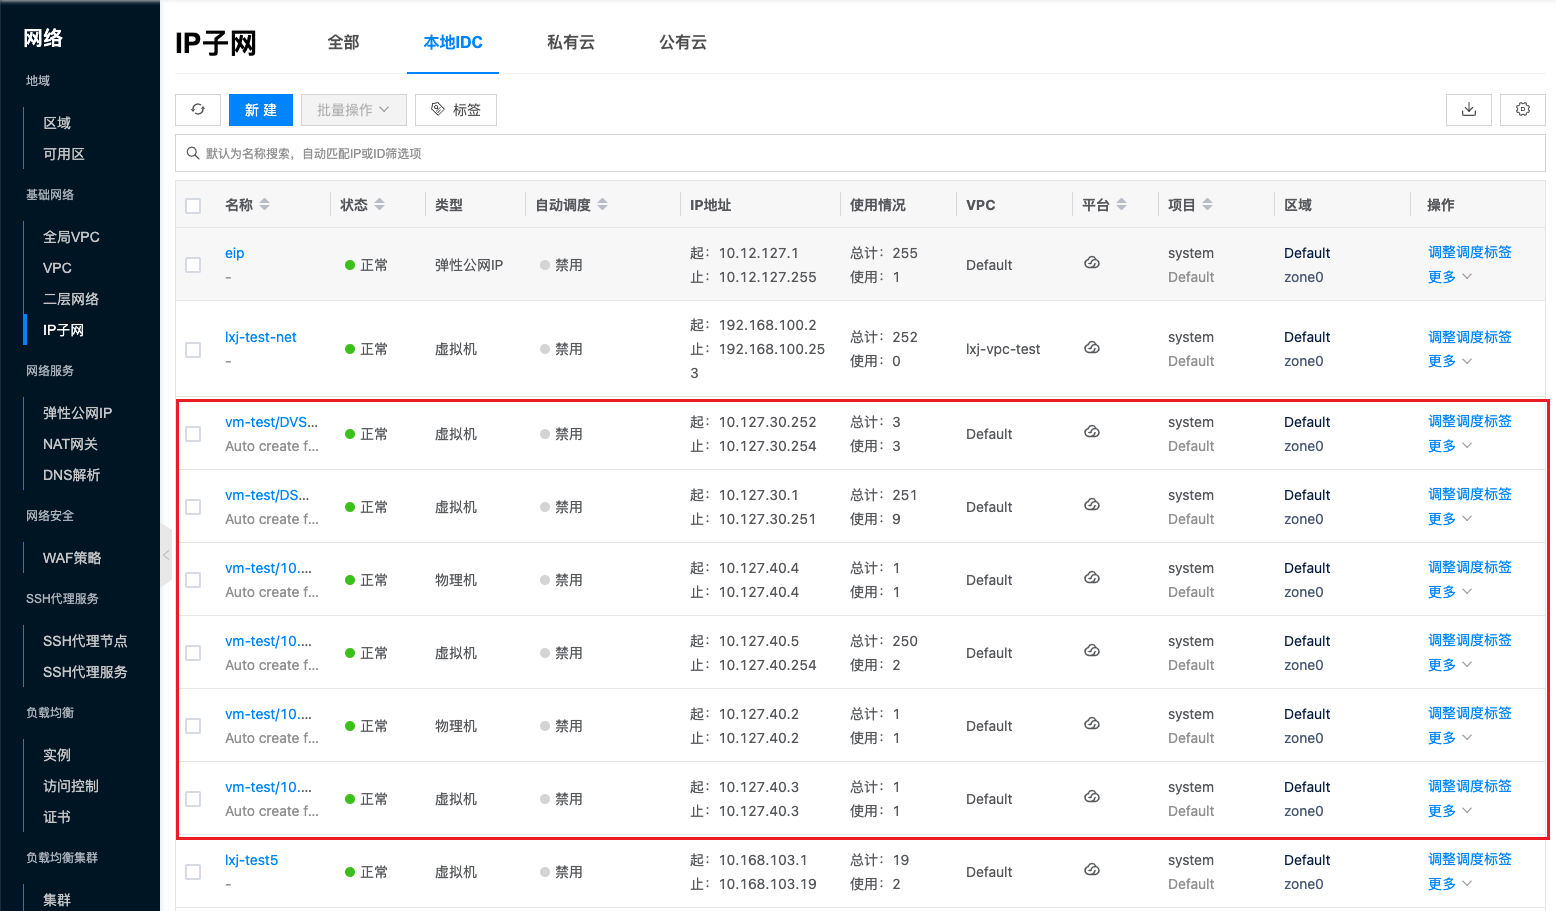 网络
地域
区域
可用区
基础网络
全局VPC
VPC
二层网络
IP子网
网络服务
弹性公网IP
NAT网关
DNS解析
网络安全
WAF策略
SSH代理服务
SSH代理节点
SSH代理服务
负载均衡
实例
访问控制
证书
负载均衡集群
集群
IP子网 全部 本地IDC 私有云 公有云
新 建 批量操作 标签
默认为名称搜索，自动匹配IP或ID筛选项
名称 状态 类型 自动调度 IP地址 使用情况 VPC 平台 项目 区域 操作
eip
-
正常 弹性公网IP 禁用
起： 10.12.127.1
止： 10.12.127.255
总计： 255
使用： 1
Default
system
Default
Default
zone0
调整调度标签
更多
lxj-test-net
-
正常 虚拟机 禁用
起： 192.168.100.2
止： 192.168.100.25
3
总计： 252
使用： 0
lxj-vpc-test
system
Default
Default
zone0
调整调度标签
更多
vm-test/DVS...
Auto create f...
正常 虚拟机 禁用
起： 10.127.30.252
止： 10.127.30.254
总计： 3
使用： 3
Default
system
Default
Default
zone0
调整调度标签
更多
vm-test/DS...
Auto create f...
正常 虚拟机 禁用
起： 10.127.30.1
止： 10.127.30.251
总计： 251
使用： 9
Default
system
Default
Default
zone0
调整调度标签
更多
vm-test/10....
Auto create f...
正常 物理机 禁用
起： 10.127.40.4
止： 10.127.40.4
总计： 1
使用： 1
Default
system
Default
Default
zone0
调整调度标签
更多
vm-test/10....
Auto create f...
正常 虚拟机 禁用
起： 10.127.40.5
止： 10.127.40.254
总计： 250
使用： 2
Default
system
Default
Default
zone0
调整调度标签
更多
vm-test/10....
Auto create f...
正常 物理机 禁用
起： 10.127.40.2
止： 10.127.40.2
总计： 1
使用： 1
Default
system
Default
Default
zone0
调整调度标签
更多
vm-test/10....
Auto create f...
正常 虚拟机 禁用
起： 10.127.40.3
止： 10.127.40.3
总计： 1
使用： 1
Default
system
Default
Default
zone0
调整调度标签
更多
lxj-test5
-
正常 虚拟机 禁用
起： 10.168.103.1
止： 10.168.103.19
总计： 19
使用： 2
Default
system
Default
Default
zone0
调整调度标签
更多